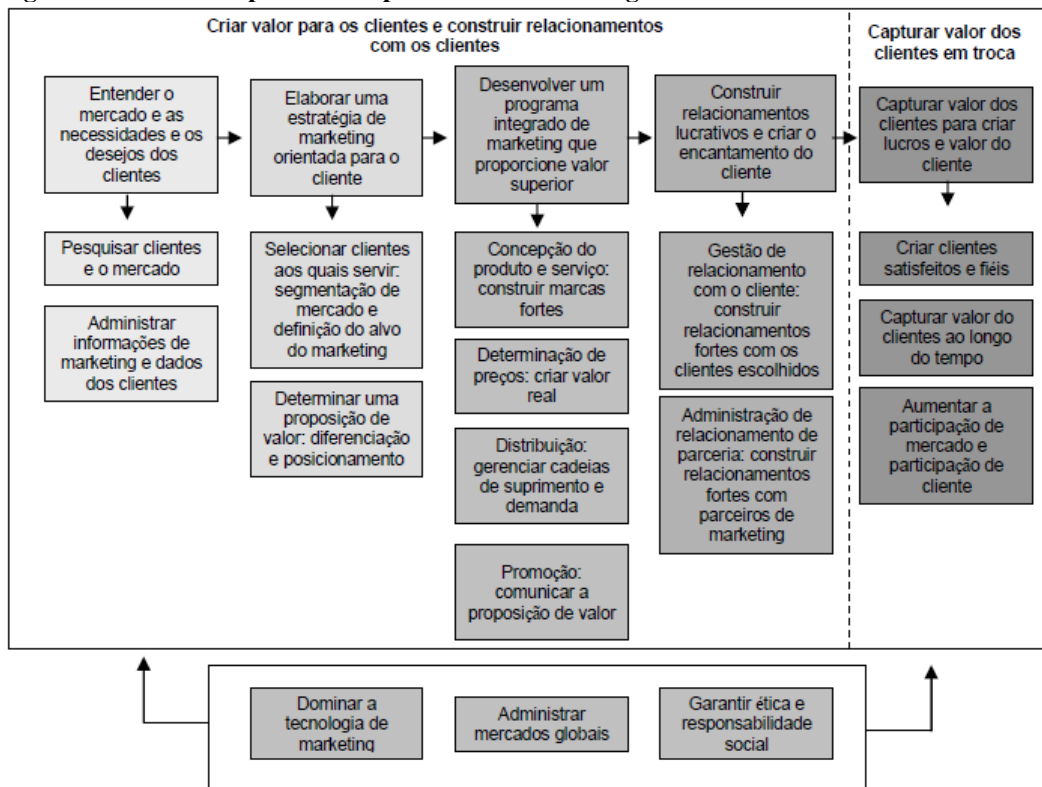 Criar valor para os clientes e construir relacionamentos
com os clientes
Capturar valor dos
clientes em troca
Entender o
mercado e as
necessidades e os
desejos dos
clientes
Elaborar uma
estratégia de
marketing
orientada para o
cliente
Desenvolver um
programa
integrado de
marketing que
proporcione valor
superior
Construir
relacionamentos
lucrativos e criar o
encantamento do
cliente
Capturar valor dos
clientes para criar
lucros e valor do
cliente
Pesquisar clientes
e o mercado
Administrar
informações de
marketing e dados
dos clientes
Selecionar clientes
aos quais servir:
segmentação de
mercado e
definição do alvo
do marketing
Determinar uma
proposição de
valor: diferenciação
e posicionamento
Concepção do
produto e serviço:
construir marcas
fortes
Determinação de
preços: criar valor
real
Distribuição:
gerenciar cadeias
de suprimento e
demanda
Promoção:
comunicar a
proposição de valor
Gestão de
relacionamento
com o cliente:
construir
relacionamentos
fortes com os
clientes escolhidos
Administração de
relacionamento de
parceria: construir
relacionamentos
fortes com
parceiros de
marketing
Criar clientes
satisfeitos e fiéis
Capturar valor do
clientes ao longo
do tempo
Aumentar a
participação de
mercado e
participação de
cliente
Dominar a
tecnologia de
marketing
Administrar
mercados globais
Garantir ética e
responsabilidade
social